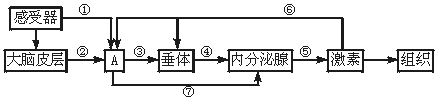 感受器 ① ⑥
大脑皮层 ② A ③ 垂体 ④ 内分泌腺 ⑤ 激素 组织
⑦